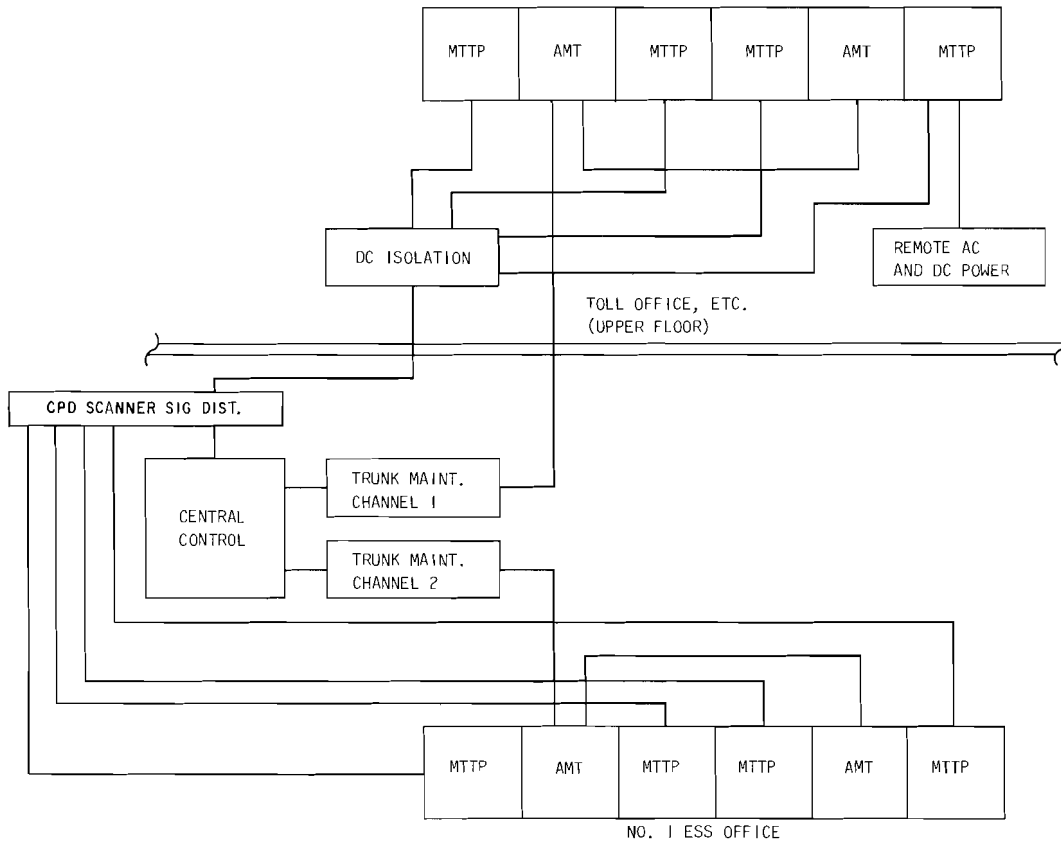 MTTP AMT MTTP MTTP AMT MTTP
DC ISOLATION
REMOTE AC
AND DC POWER
TOLL OFFICE, ETC.
(UPPER FLOOR)
CPD SCANNER SIG DIST.
CENTRAL
CONTROL
TRUNK MAINT.
CHANNEL 1
TRUNK MAINT.
CHANNEL 2
MTTP AMT MTTP MTTP AMT MTTP
NO. 1 ESS OFFICE